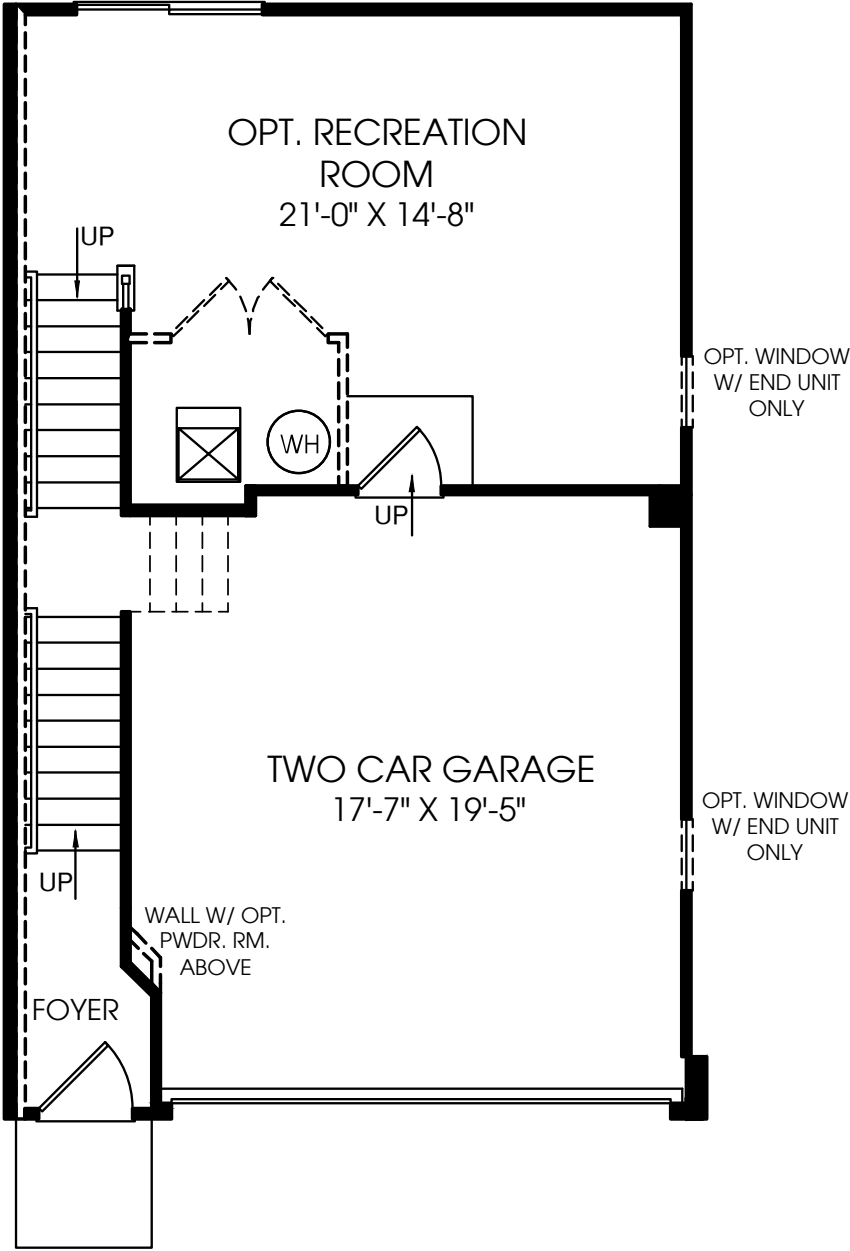 OPT. RECREATION
ROOM
21'-0" X 14'-8"
UP
OPT. WINDOW
W/ END UNIT
ONLY
WH
UP
TWO CAR GARAGE
17'-7" X 19'-5"
OPT. WINDOW
W/ END UNIT
ONLY
UP
WALL W/ OPT.
PWDR. RM.
ABOVE
FOYER